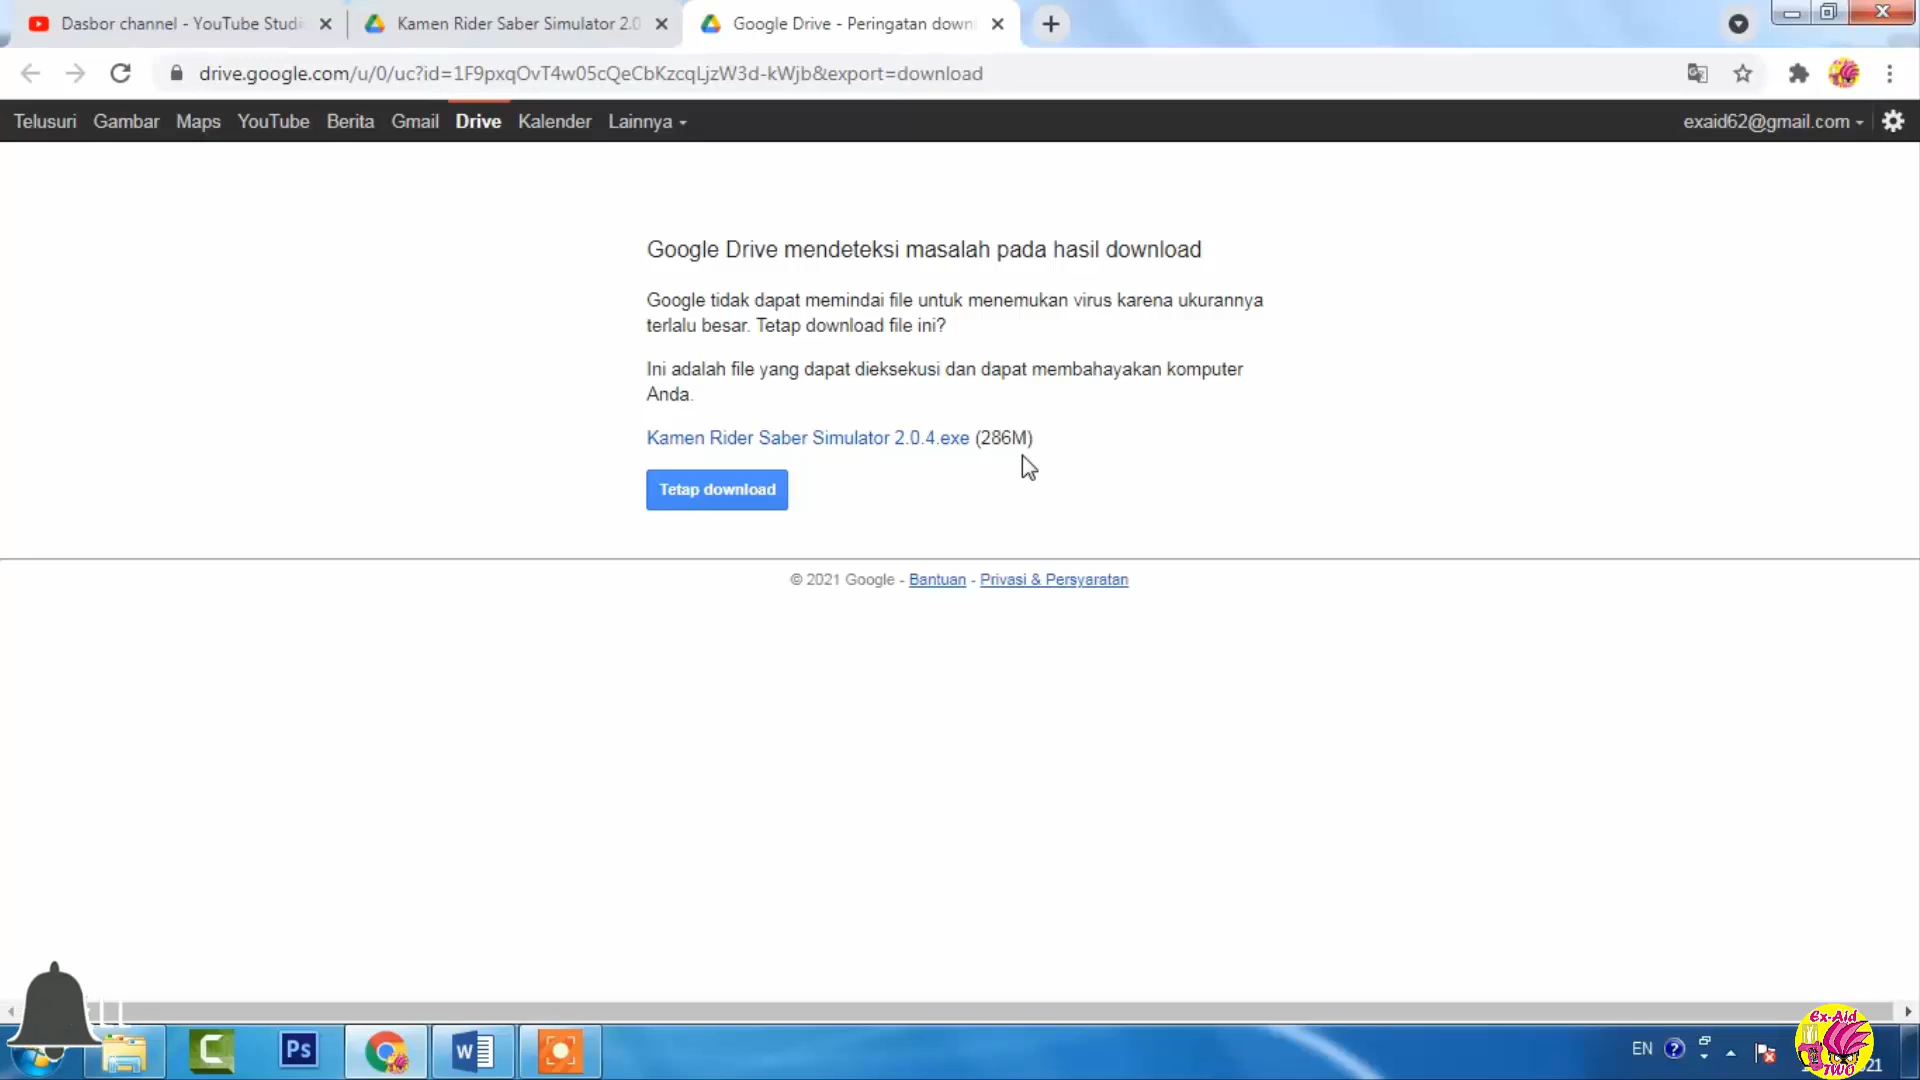 Dasbor channel - YouTube Studi
Kamen Rider Saber Simulator 2.0
Google Drive - Peringatan down
drive.google.com/u/0/uc?id=1F9pxqOvT4w05cQeCbKzcqLjzW3d-kWjb&export=download
Telusuri Gambar Maps YouTube Berita Gmail Drive Kalender Lainnya
exaid62@gmail.com
Google Drive mendeteksi masalah pada hasil download
Google tidak dapat memindai file untuk menemukan virus karena ukurannya
terlalu besar. Tetap download file ini?
Ini adalah file yang dapat dieksekusi dan dapat membahayakan komputer
Anda.
Kamen Rider Saber Simulator 2.0.4.exe (286M)
Tetap download
© 2021 Google - Bantuan - Privasi & Persyaratan
Ps
W
EN
Ex-Aid
TWO